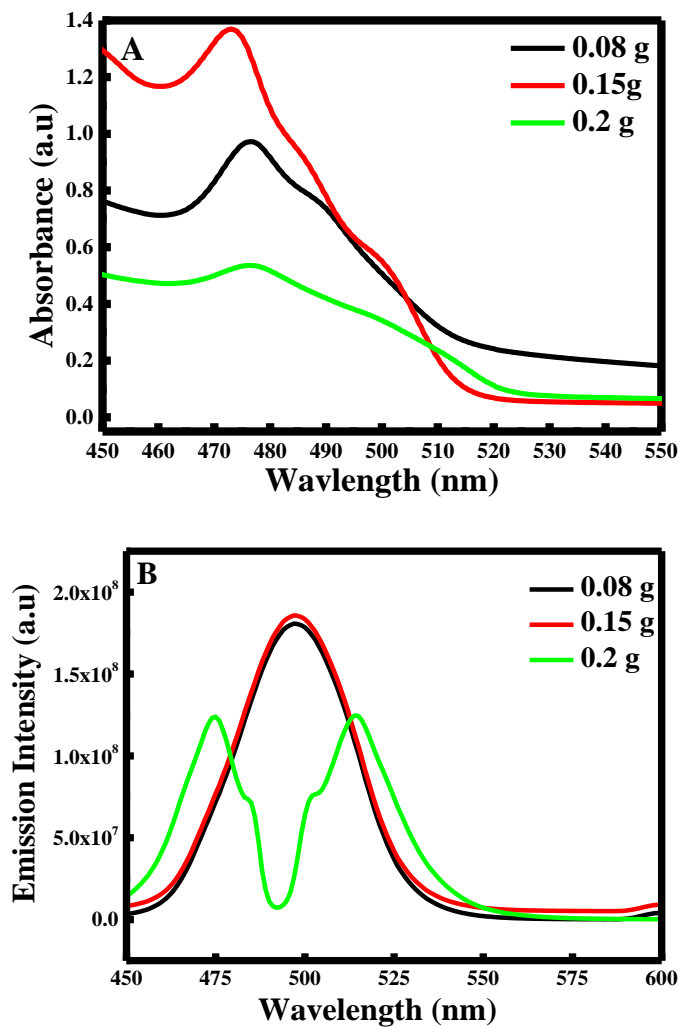 A
0.08 g
0.15g
0.2 g
1.4
1.2
1.0
0.8
0.6
0.4
0.2
0.0
Absorbance (a.u)
450 460 470 480 490 500 510 520 530 540 550
Wavlength (nm)
B
0.08 g
0.15 g
0.2 g
2.0x10⁸
1.5x10⁸
1.0x10⁸
5.0x10⁷
0.0
Emission Intensity (a.u)
450 475 500 525 550 575 600
Wavelength (nm)